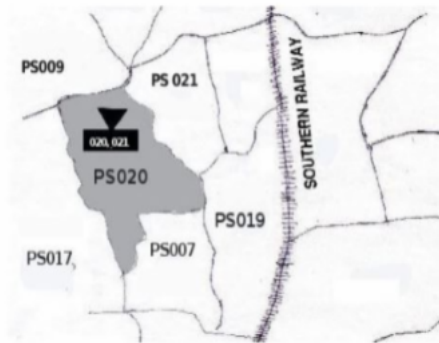 PS009
PS 021
020, 021
PS020
SOUTHERN RAILWAY
PS019
PS017
PS007